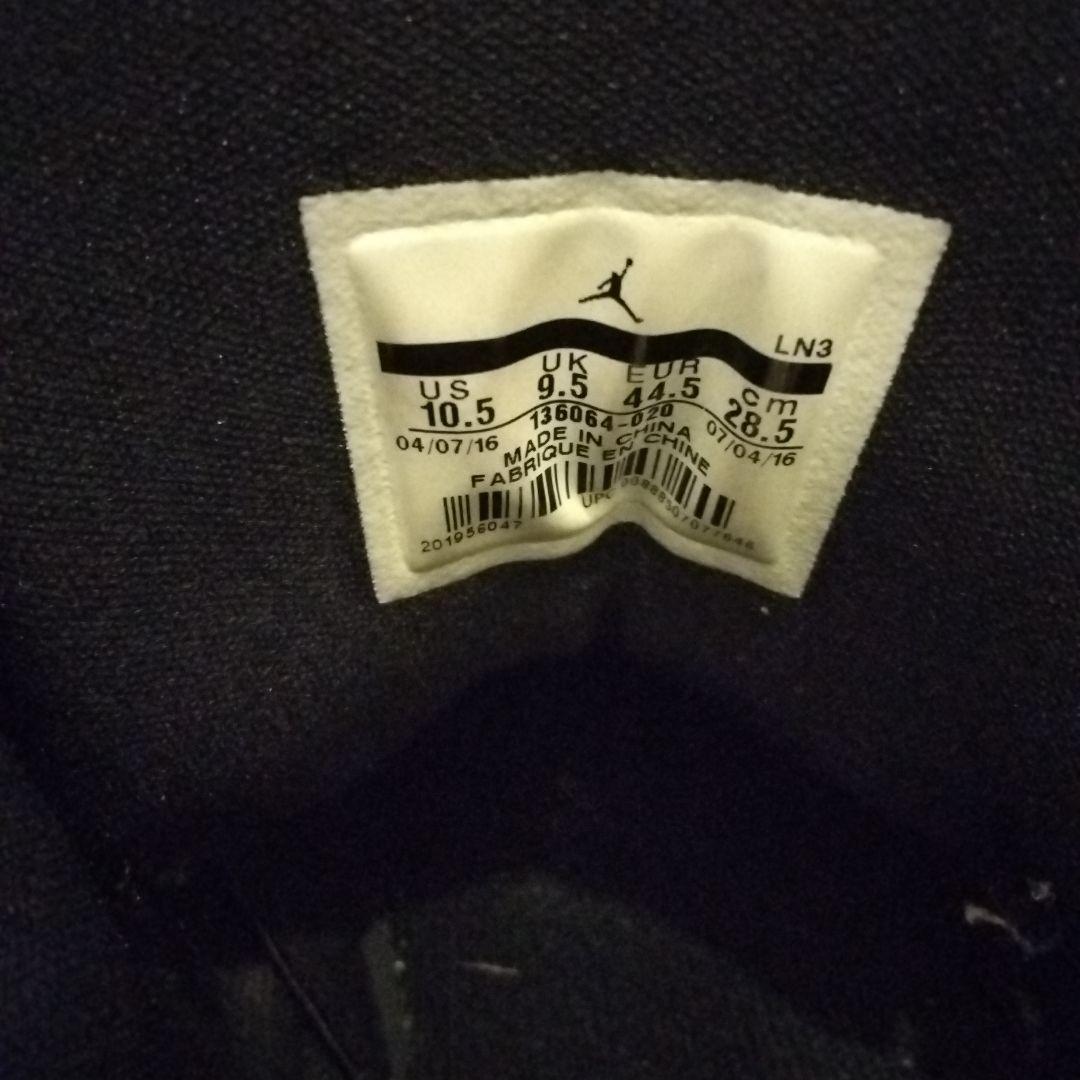 LN3
US UK EUR cm
10.5 9.5 44.5 28.5
04/07/16 136064-020 07/04/16
MADE IN CHINA
FABRIQUE EN CHINE
201956047 UPC